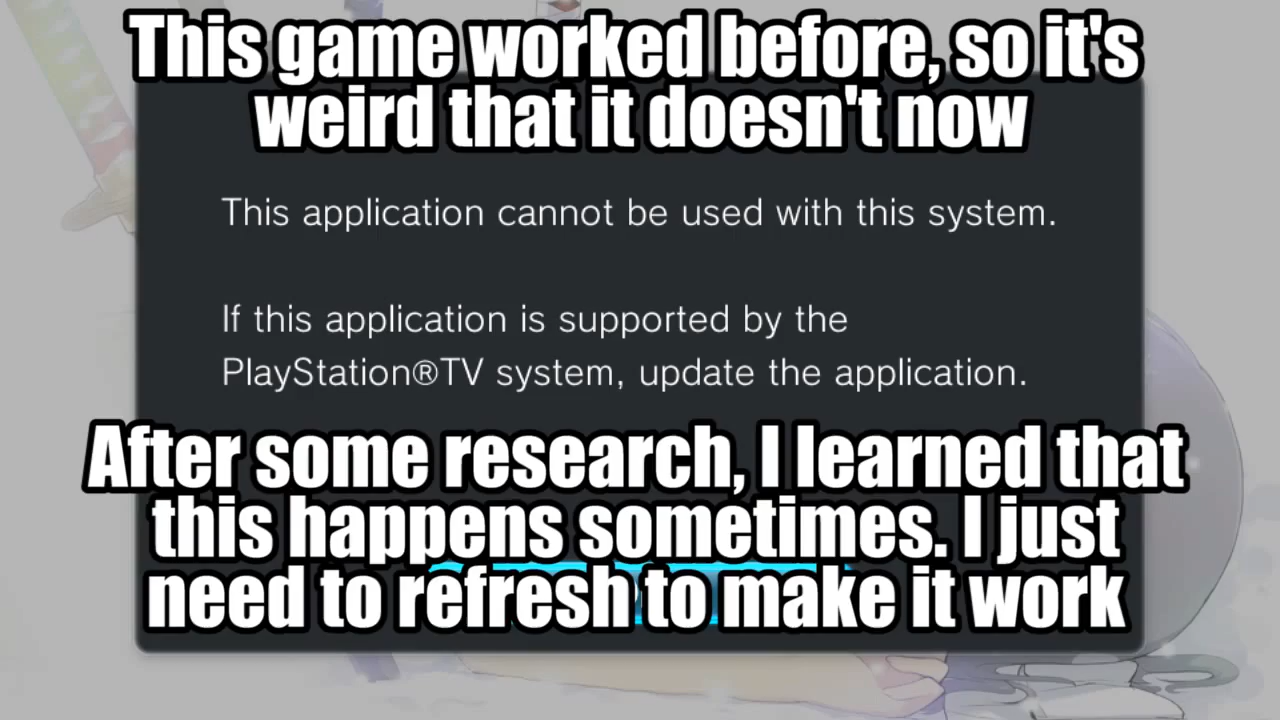 This game worked before, so it's
weird that it doesn't now
This application cannot be used with this system.
If this application is supported by the
PlayStation®TV system, update the application.
After some research, I learned that
this happens sometimes. I just
need to refresh to make it work